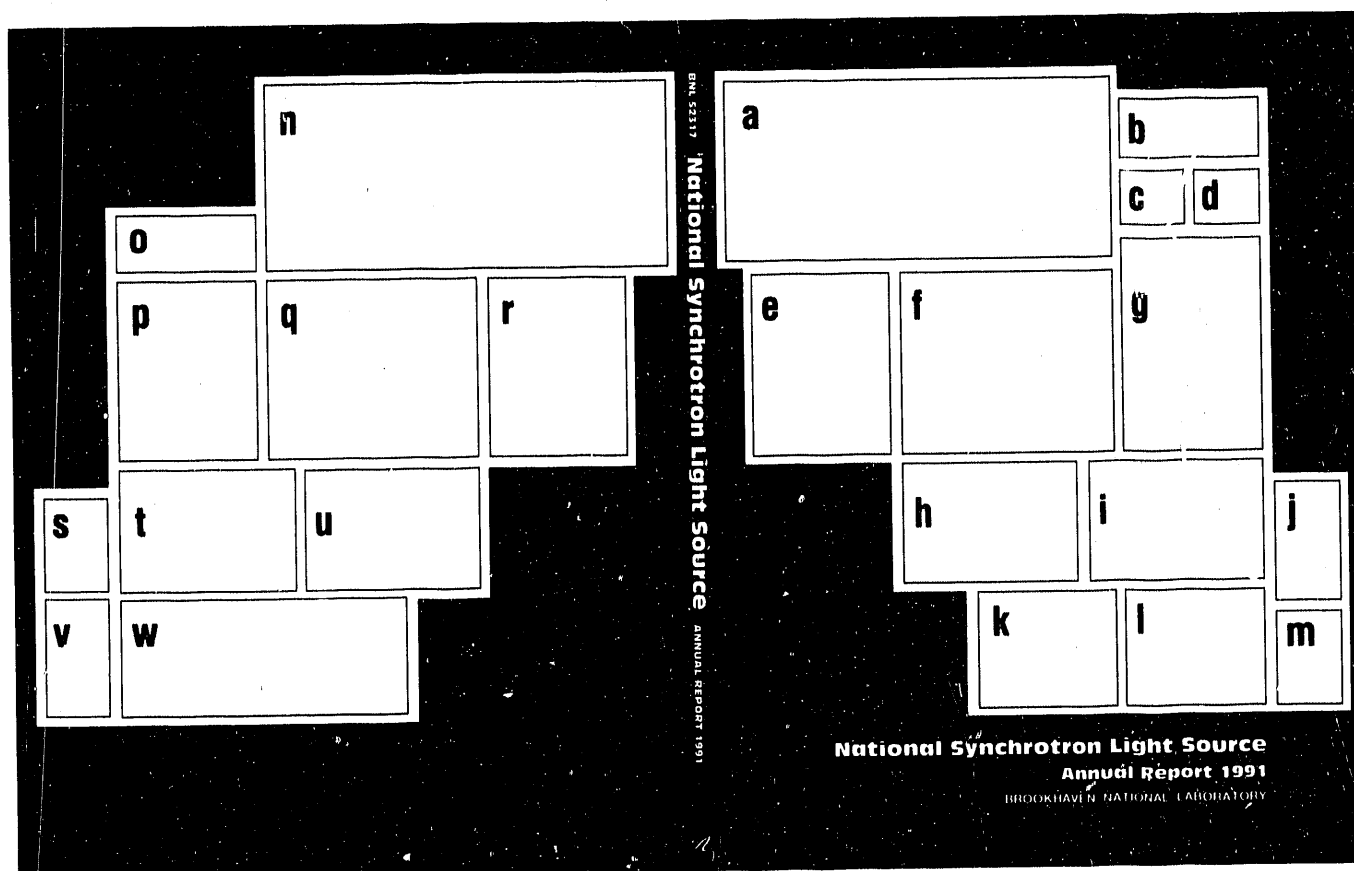 n
o
p
q
r
s
t
u
v
w
BNL 52317 National Synchrotron Light Source ANNUAL REPORT 1991
a
b
c
d
e
f
g
h
i
j
k
l
m
National Synchrotron Light Source
Annual Report 1991
BROOKHAVEN NATIONAL LABORATORY